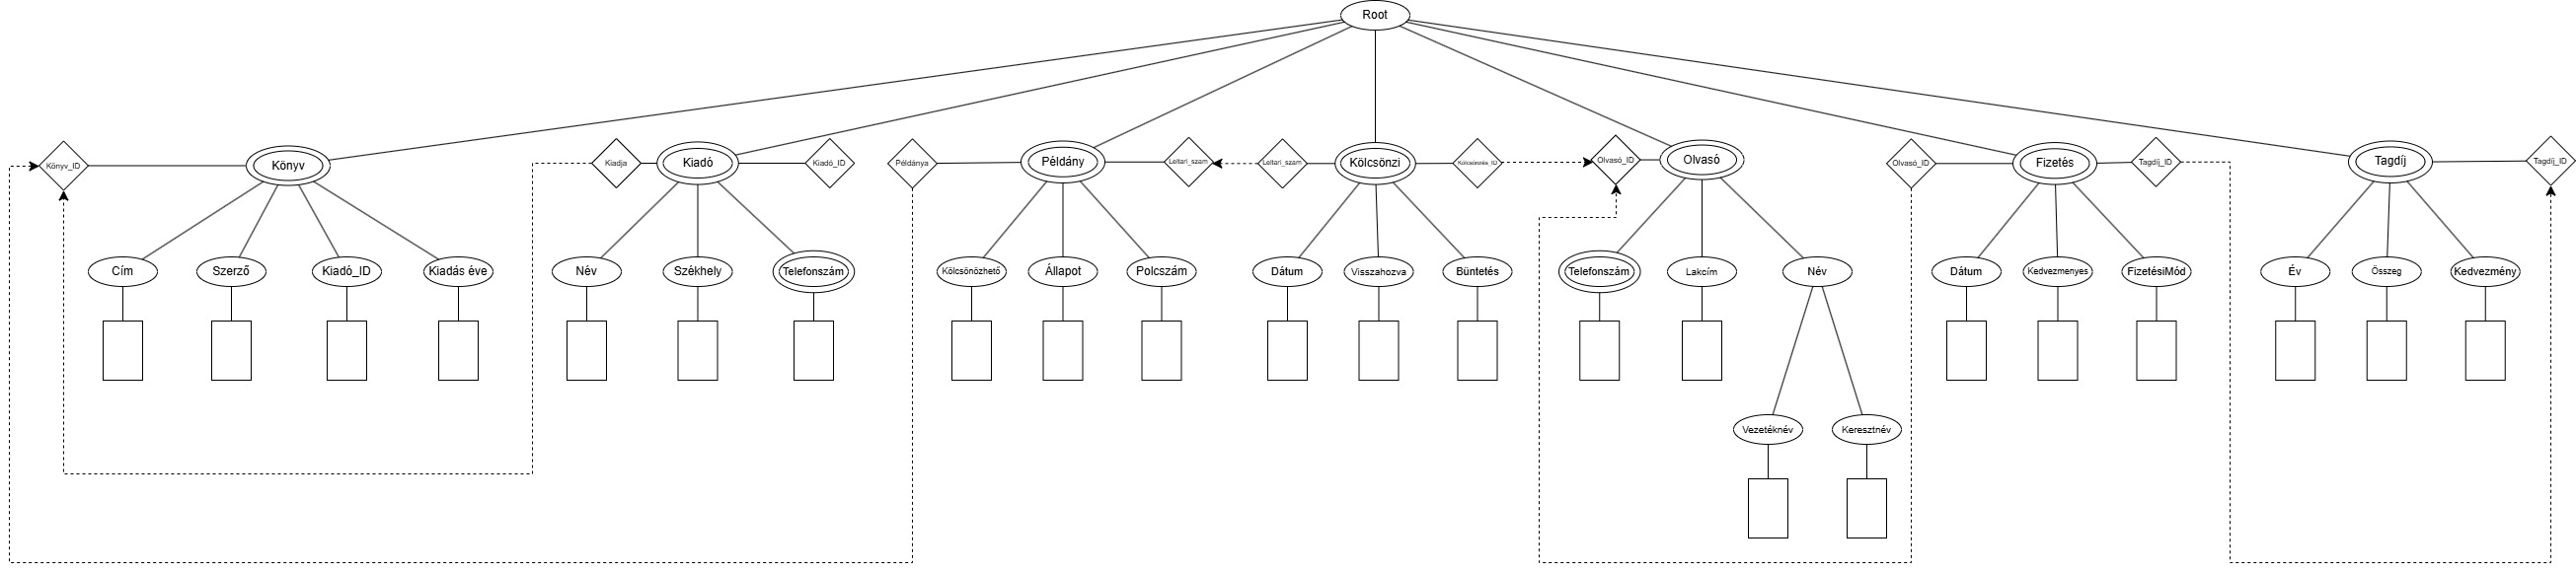 Root
Könyv_ID
Könyv
Kiadja
Kiadó
Kiadó_ID
Példánya
Példány
Leltari_szam
Leltari_szam
Kölcsönzi
Kölcsönzés_ID
Olvasó_ID
Olvasó
Olvasó_ID
Fizetés
Tagdíj_ID
Tagdíj
Tagdíj_ID
Cím
Szerző
Kiadó_ID
Kiadás éve
Név
Székhely
Telefonszám
Kölcsönözhető
Állapot
Polcszám
Dátum
Visszahozva
Büntetés
Telefonszám
Lakcím
Név
Dátum
Kedvezmenyes
FizetésiMód
Év
Összeg
Kedvezmény
Vezetéknév
Keresztnév